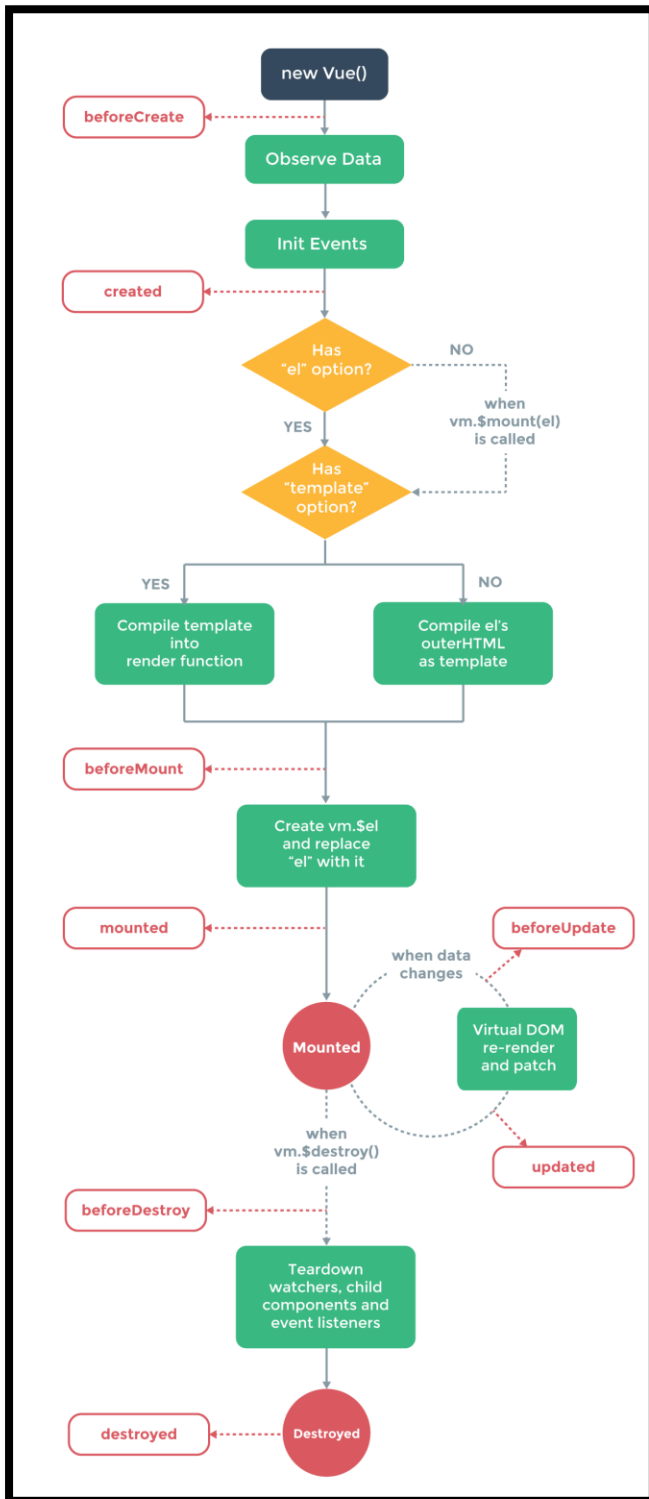 new Vue()
beforeCreate
Observe Data
Init Events
created
Has
“el” option?
NO
YES
when
vm.$mount(el)
is called
Has
“template”
option?
YES
NO
Compile template
into
render function
Compile el’s
outerHTML
as template
beforeMount
Create vm.$el
and replace
“el” with it
mounted
beforeUpdate
when data
changes
Mounted
Virtual DOM
re-render
and patch
when
vm.$destroy()
is called
updated
beforeDestroy
Teardown
watchers, child
components and
event listeners
destroyed
Destroyed